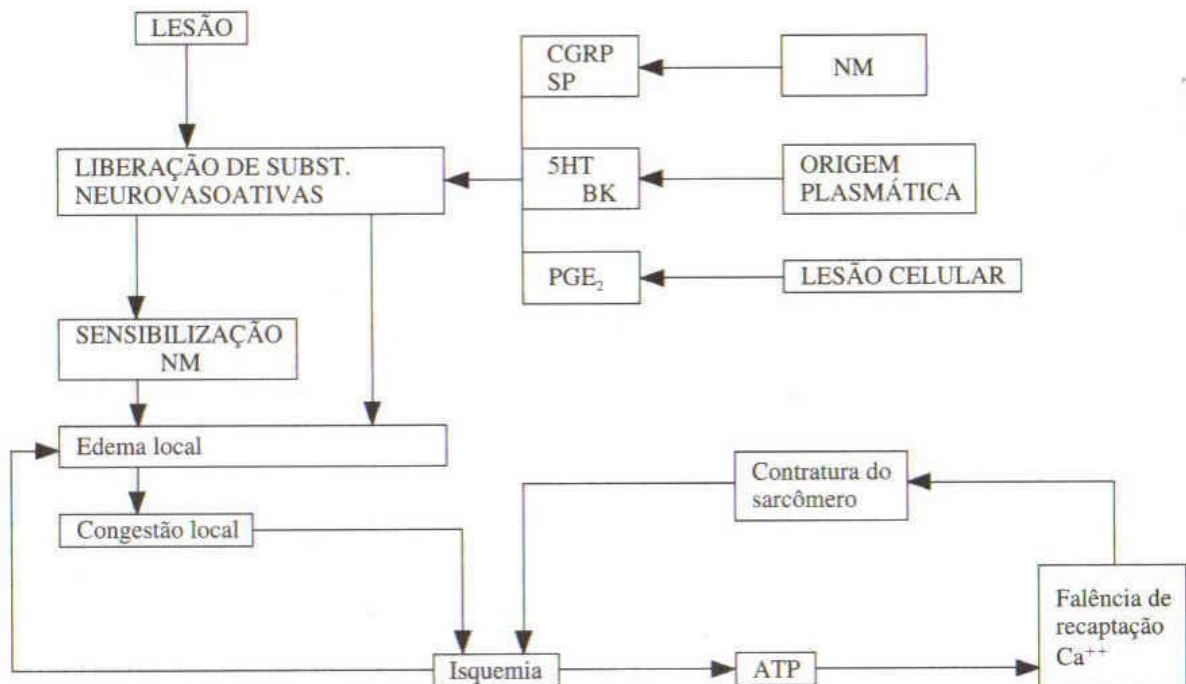 LESÃO
CGRP
SP
NM
LIBERAÇÃO DE SUBST.
NEUROVASOATIVAS
5HT
BK
ORIGEM
PLASMÁTICA
PGE₂
LESÃO CELULAR
SENSIBILIZAÇÃO
NM
Edema local
Congestão local
Contratura do
sarcômero
Isquemia
ATP
Falência de
recaptação
Ca⁺⁺